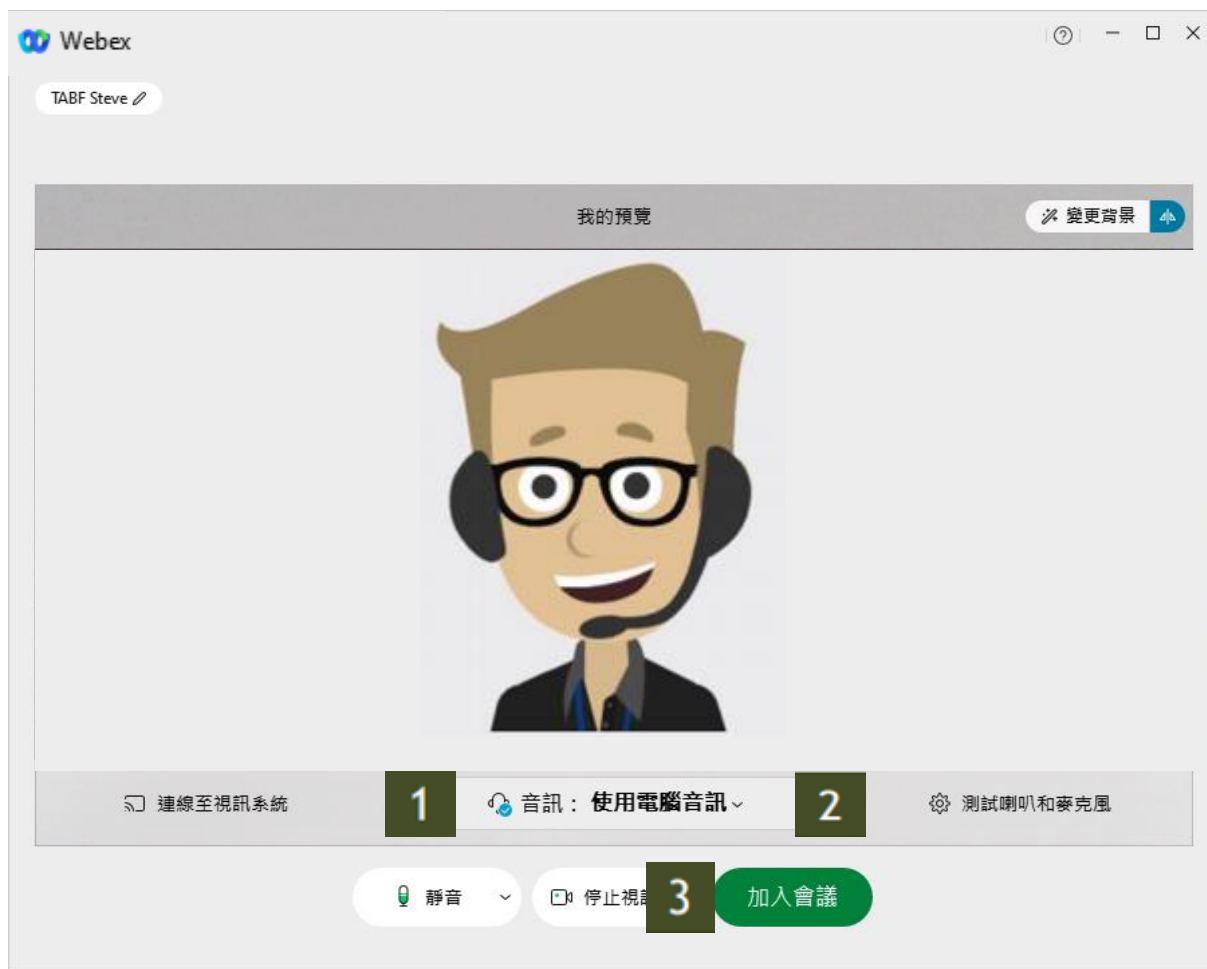 Webex
TABF Steve
我的預覽
變更背景
連線至視訊系統
1
音訊： 使用電腦音訊
2
測試喇叭和麥克風
靜音
停止視
3
加入會議